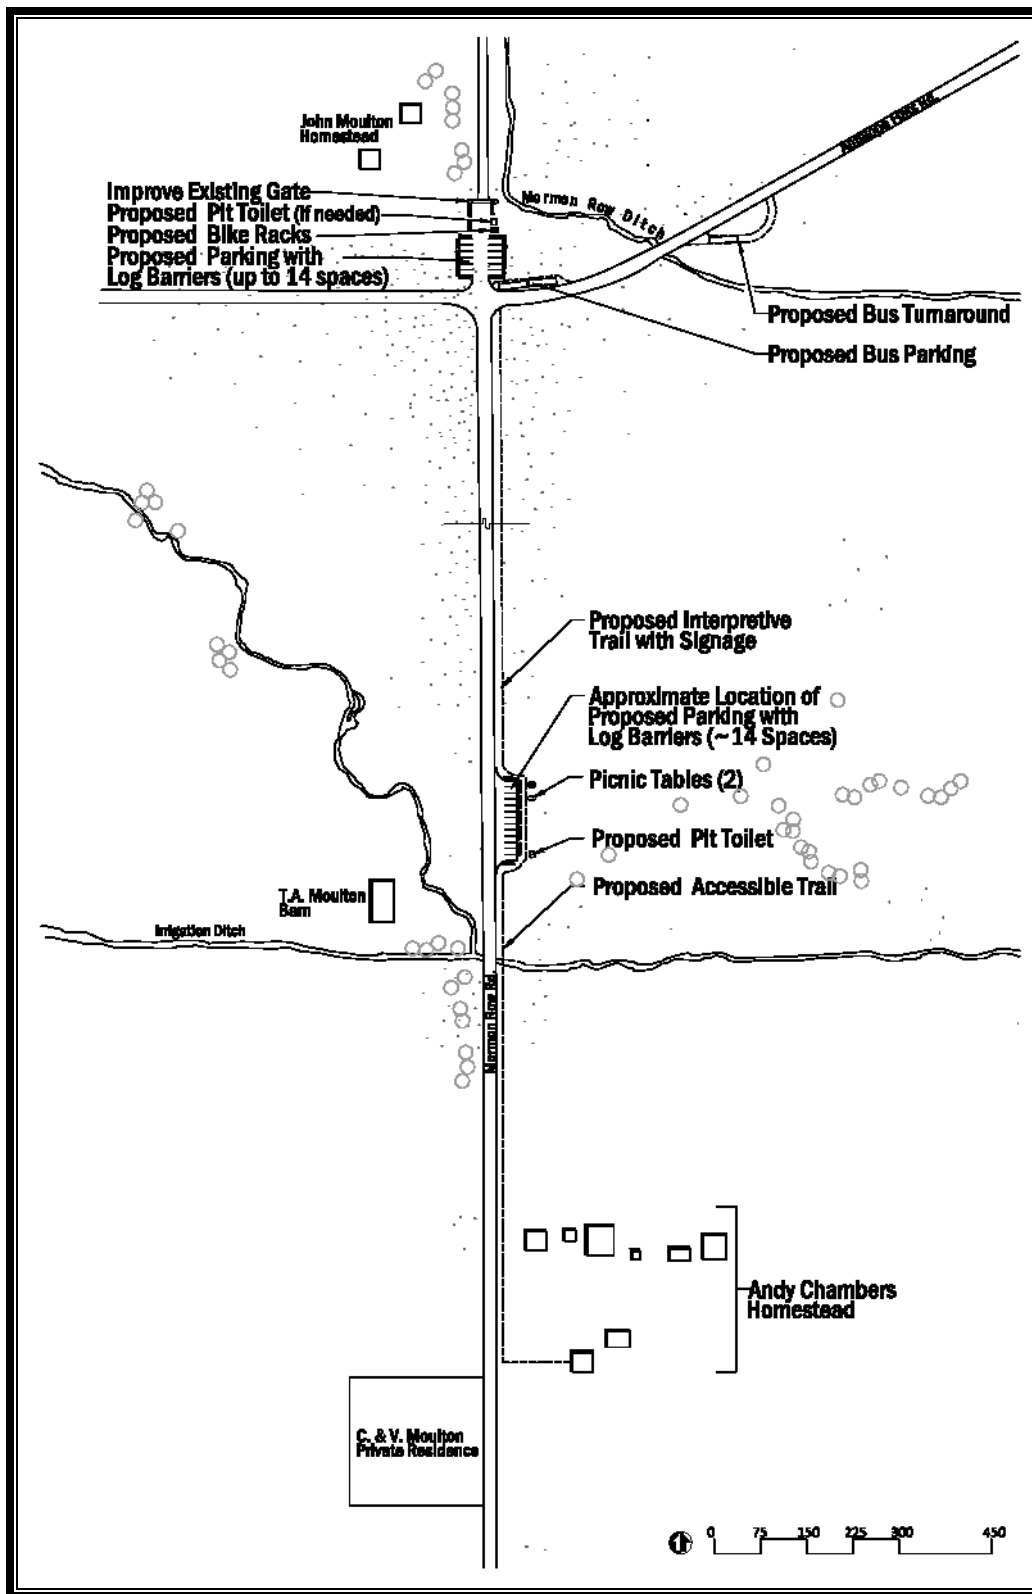 Antelope Flats Rd.
John Moulton
Homestead
Improve Existing Gate
Proposed Pit Toilet (if needed)
Proposed Bike Racks
Proposed Parking with
Log Barriers (up to 14 spaces)
Mormon Row Ditch
Proposed Bus Turnaround
Proposed Bus Parking
Proposed Interpretive
Trail with Signage
Approximate Location of
Proposed Parking with
Log Barriers (~14 Spaces)
Picnic Tables (2)
Proposed Pit Toilet
Proposed Accessible Trail
T.A. Moulton
Barn
Irrigation Ditch
Mormon Row Rd.
Andy Chambers
Homestead
C. & V. Moulton
Private Residence
0 75 150 225 300 450